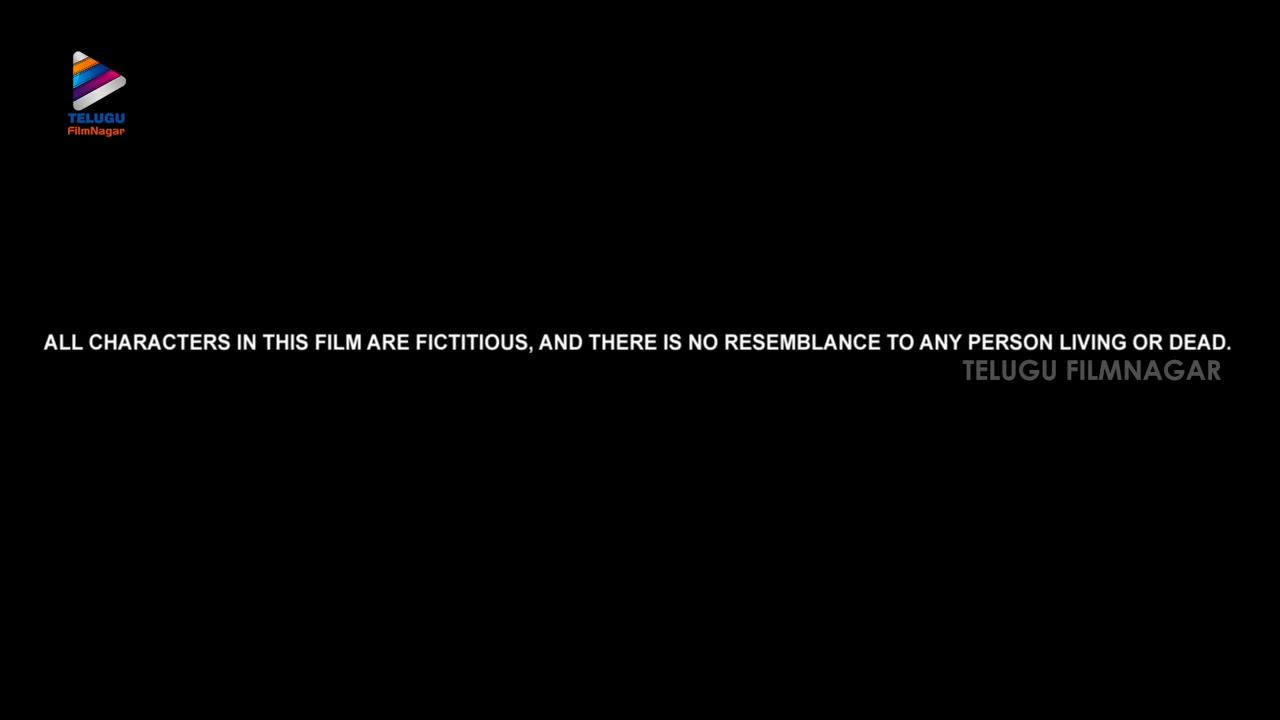 TELUGU
FilmNagar
ALL CHARACTERS IN THIS FILM ARE FICTITIOUS, AND THERE IS NO RESEMBLANCE TO ANY PERSON LIVING OR DEAD.
TELUGU FILMNAGAR